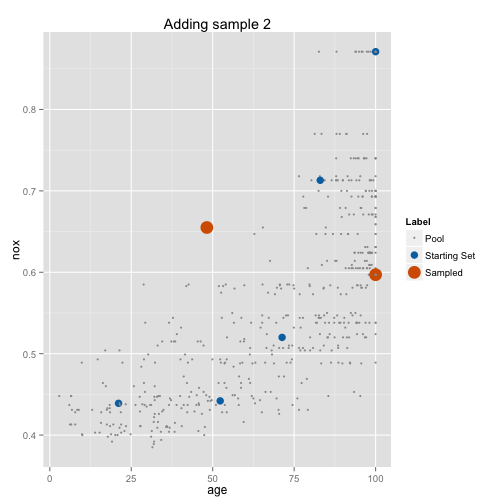 Adding sample 2
nox
0.8
0.7
0.6
0.5
0.4
0 25 50 75 100
age
Label
Pool
Starting Set
Sampled